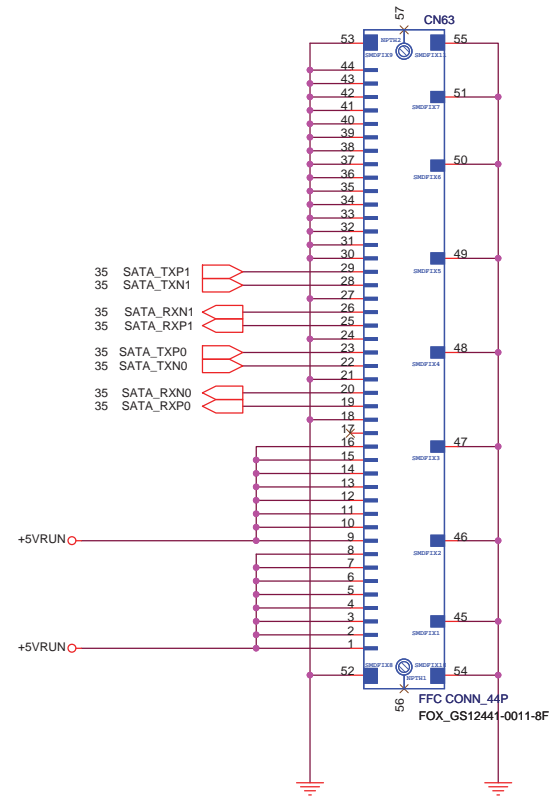 57
CN63
53
NPTH2
55
SMDFIX9
SMDFIX11
44
43
42
51
41
SMDFIX7
40
39
38
37
50
36
SMDFIX6
35
34
33
32
31
30
49
35 SATA_TXP1
29
SMDFIX5
35 SATA_TXN1
28
27
35 SATA_RXN1
26
35 SATA_RXP1
25
24
35 SATA_TXP0
23
48
35 SATA_TXN0
22
SMDFIX4
21
35 SATA_RXN0
20
35 SATA_RXP0
19
18
17
16
47
15
SMDFIX3
14
13
12
11
10
+5VRUN
9
46
8
SMDFIX2
7
6
5
4
3
45
2
SMDFIX1
+5VRUN
1
52
SMDFIX8
SMDFIX10
54
NPTH1
56
FFC CONN_44P
FOX_GS12441-0011-8F